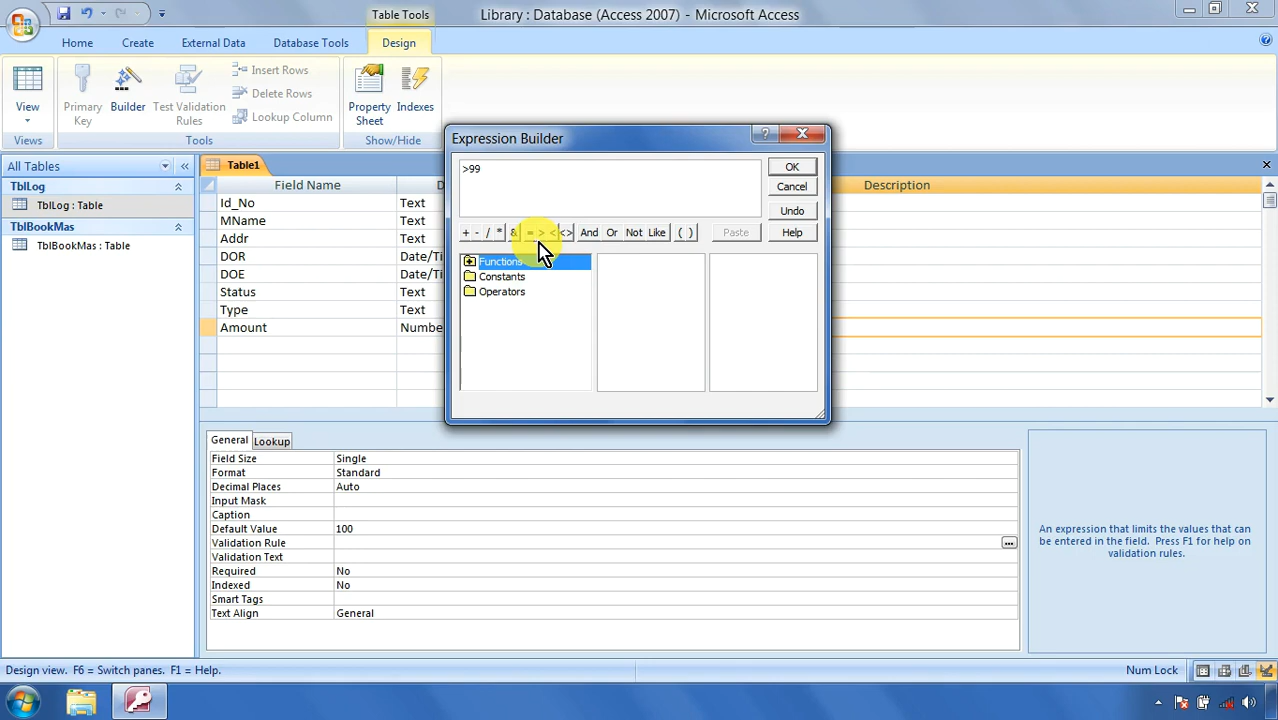 Table Tools
Library : Database (Access 2007) - Microsoft Access
Home
Create
External Data
Database Tools
Design
View
Primary Key
Builder
Test Validation Rules
Insert Rows
Delete Rows
Lookup Column
Property Sheet
Indexes
Views
Tools
Show/Hide
All Tables
TblLog
TblLog : Table
TblBookMas
TblBookMas : Table
Table1
Field Name
D
Description
Id_No Text
MName Text
Addr Text
DOR Date/Ti
DOE Date/Ti
Status Text
Type Text
Amount Numbe
Expression Builder
>99
OK
Cancel
Undo
+ - / * & = > < <> And Or Not Like ( ) Paste Help
Functions
Constants
Operators
General
Lookup
Field Size Single
Format Standard
Decimal Places Auto
Input Mask
Caption
Default Value 100
Validation Rule ...
Validation Text
Required No
Indexed No
Smart Tags
Text Align General
An expression that limits the values that can
be entered in the field. Press F1 for help on
validation rules.
Design view. F6 = Switch panes. F1 = Help.
Num Lock